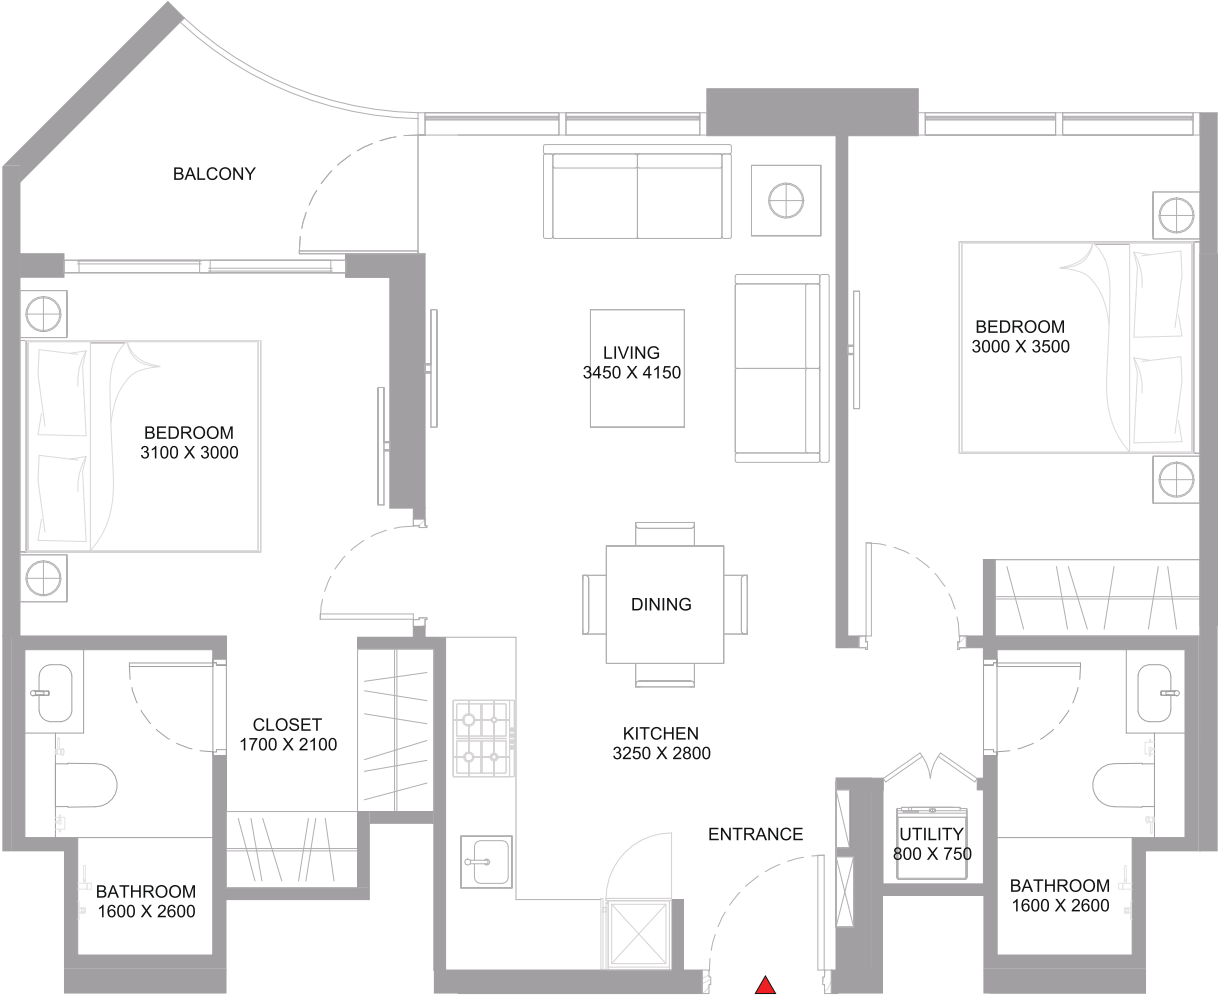 BALCONY
BEDROOM
3000 X 3500
LIVING
3450 X 4150
BEDROOM
3100 X 3000
DINING
CLOSET
1700 X 2100
KITCHEN
3250 X 2800
ENTRANCE
UTILITY
800 X 750
BATHROOM
1600 X 2600
BATHROOM
1600 X 2600